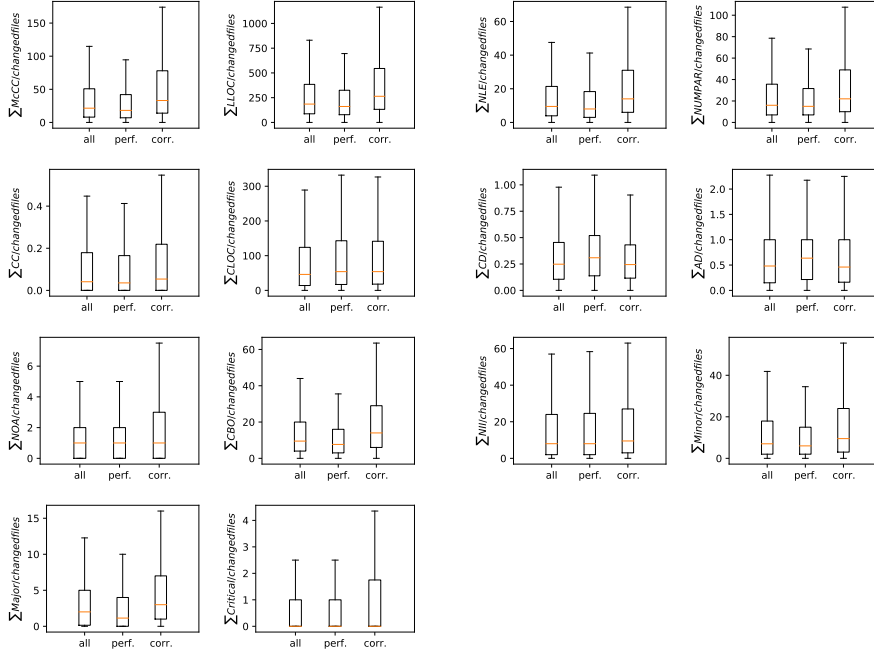 ∑McCC/changedfiles
150
100
50
0
all perf. corr.
∑LLOC/changedfiles
1000
750
500
250
0
all perf. corr.
∑NLE/changedfiles
60
40
20
0
all perf. corr.
∑NUMPAR/changedfiles
100
80
60
40
20
0
all perf. corr.
∑CC/changedfiles
0.4
0.2
0.0
all perf. corr.
∑CLOC/changedfiles
300
200
100
0
all perf. corr.
∑CD/changedfiles
1.00
0.75
0.50
0.25
0.00
all perf. corr.
∑AD/changedfiles
2.0
1.5
1.0
0.5
0.0
all perf. corr.
∑NOA/changedfiles
6
4
2
0
all perf. corr.
∑CBO/changedfiles
60
40
20
0
all perf. corr.
∑NII/changedfiles
60
40
20
0
all perf. corr.
∑Minor/changedfiles
40
20
0
all perf. corr.
∑Major/changedfiles
15
10
5
0
all perf. corr.
∑Critical/changedfiles
4
3
2
1
0
all perf. corr.